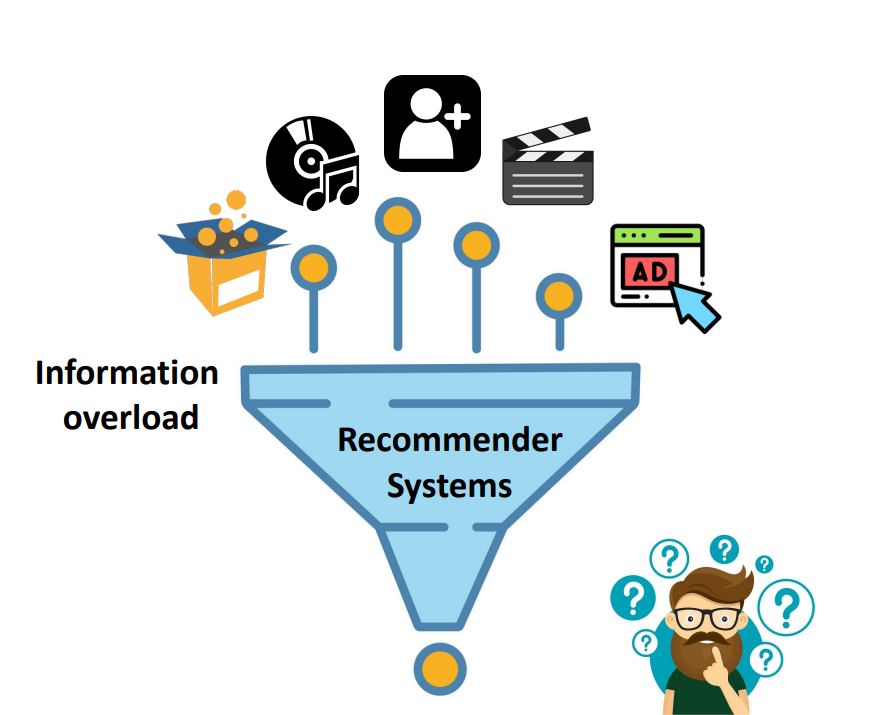 AD
Information
overload
Recommender
Systems
?
?
?
?
?
?
?